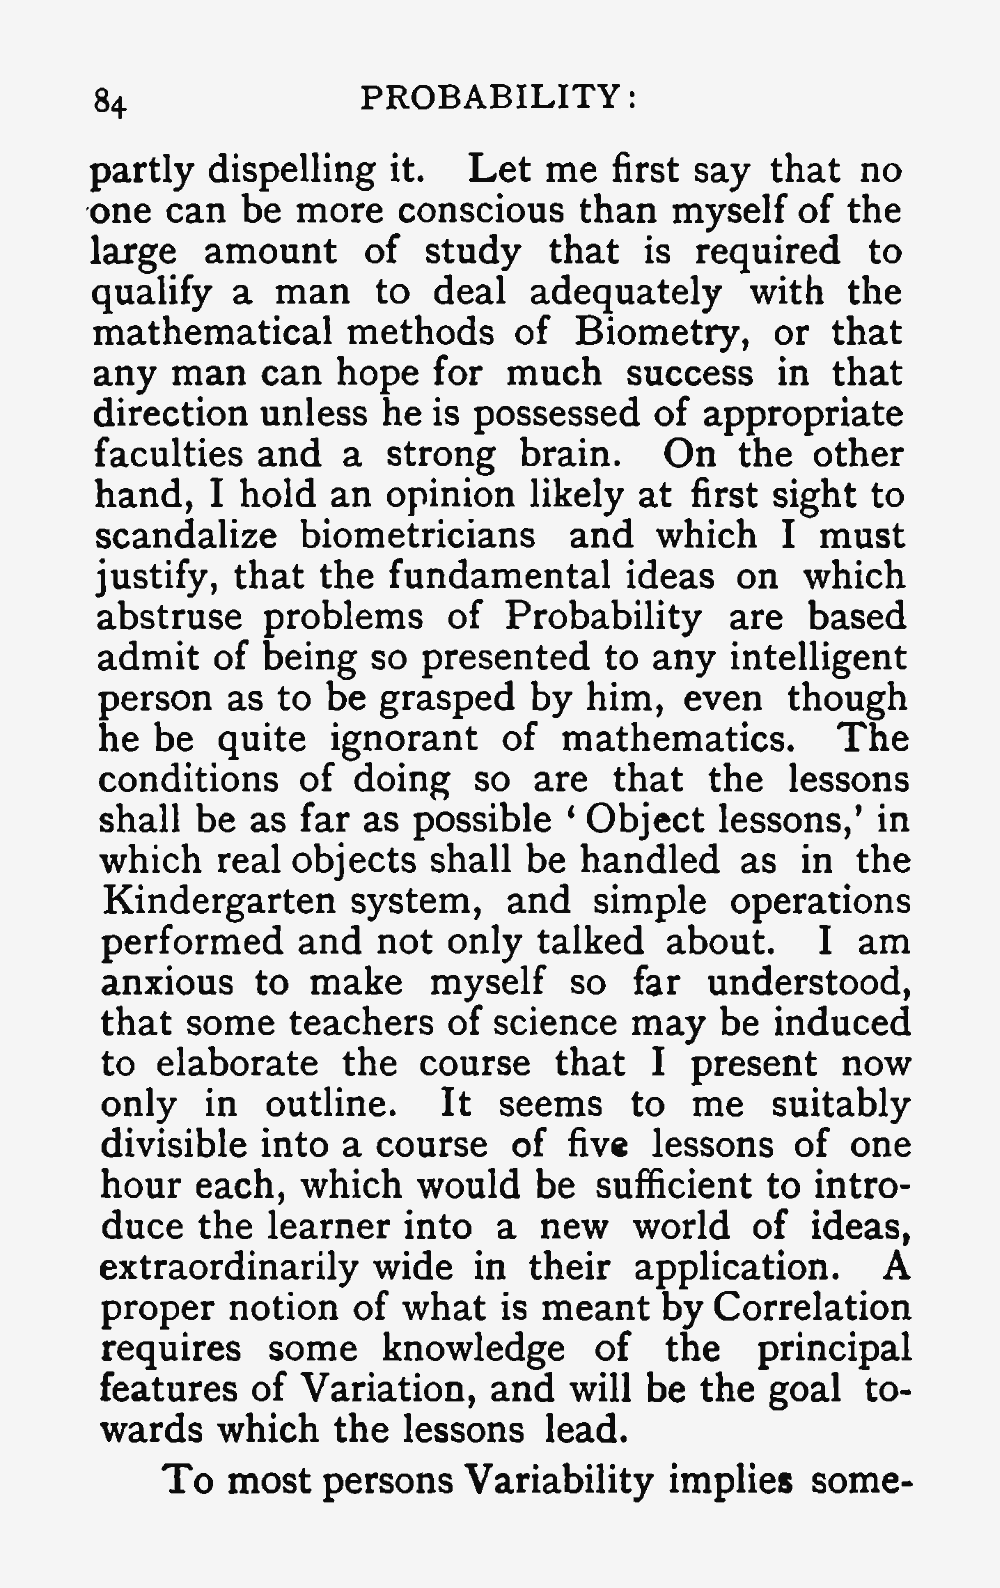 84 PROBABILITY:
partly dispelling it. Let me first say that no
one can be more conscious than myself of the
large amount of study that is required to
qualify a man to deal adequately with the
mathematical methods of Biometry, or that
any man can hope for much success in that
direction unless he is possessed of appropriate
faculties and a strong brain. On the other
hand, I hold an opinion likely at first sight to
scandalize biometricians and which I must
justify, that the fundamental ideas on which
abstruse problems of Probability are based
admit of being so presented to any intelligent
person as to be grasped by him, even though
he be quite ignorant of mathematics. The
conditions of doing so are that the lessons
shall be as far as possible ‘ Object lessons,’ in
which real objects shall be handled as in the
Kindergarten system, and simple operations
performed and not only talked about. I am
anxious to make myself so far understood,
that some teachers of science may be induced
to elaborate the course that I present now
only in outline. It seems to me suitably
divisible into a course of five lessons of one
hour each, which would be sufficient to intro-
duce the learner into a new world of ideas,
extraordinarily wide in their application. A
proper notion of what is meant by Correlation
requires some knowledge of the principal
features of Variation, and will be the goal to-
wards which the lessons lead.
To most persons Variability implies some-